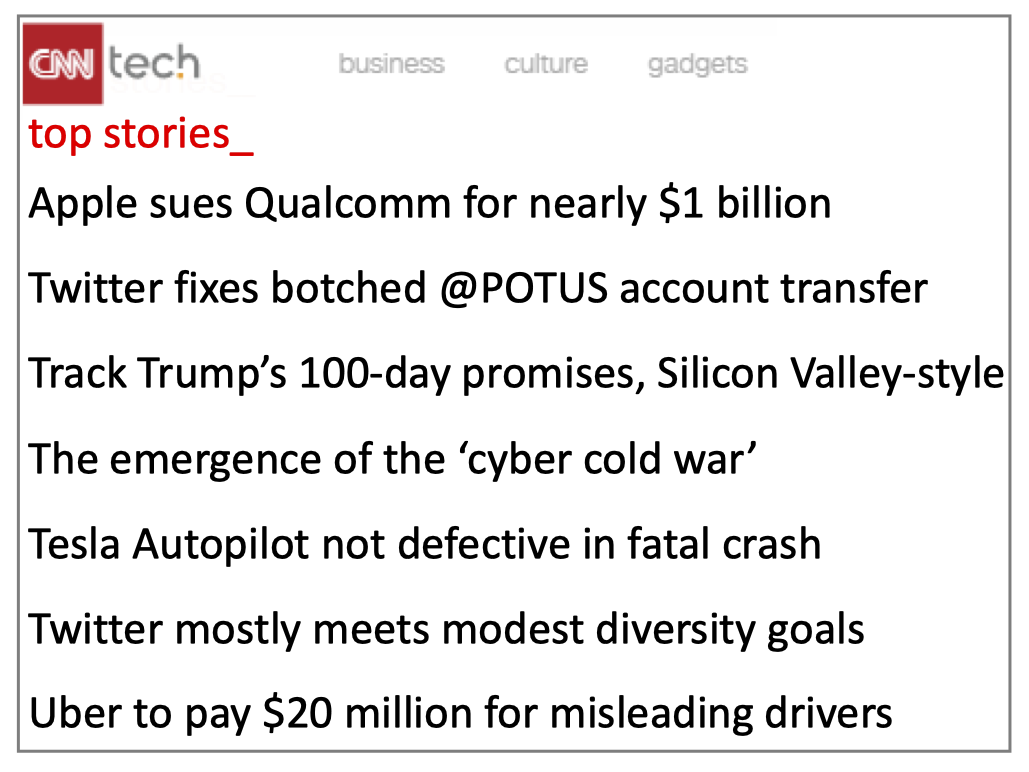 CNN tech business culture gadgets
top stories_
Apple sues Qualcomm for nearly $1 billion
Twitter fixes botched @POTUS account transfer
Track Trump’s 100-day promises, Silicon Valley-style
The emergence of the ‘cyber cold war’
Tesla Autopilot not defective in fatal crash
Twitter mostly meets modest diversity goals
Uber to pay $20 million for misleading drivers